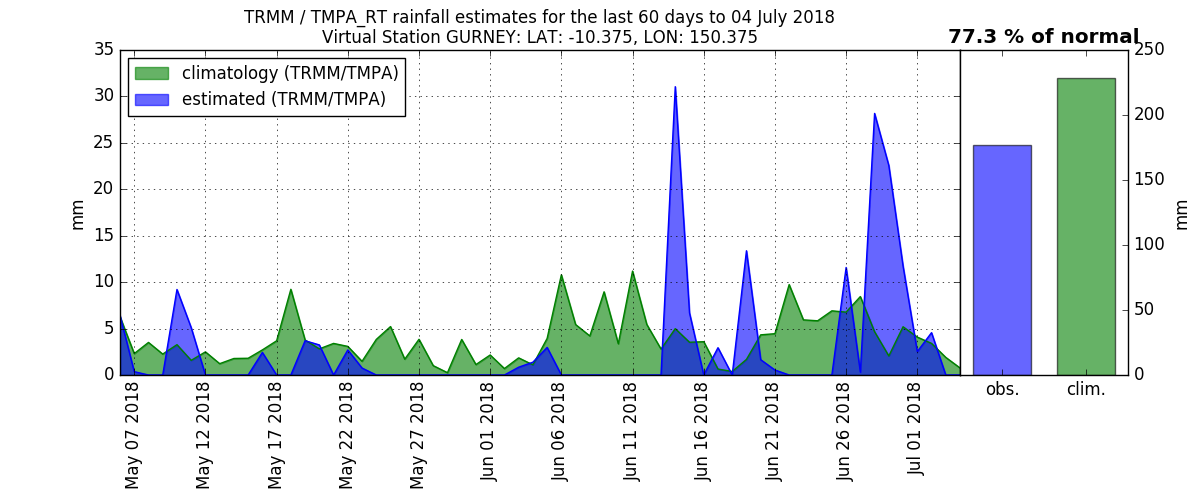 TRMM / TMPA_RT rainfall estimates for the last 60 days to 04 July 2018
Virtual Station GURNEY: LAT: -10.375, LON: 150.375
77.3 % of normal
climatology (TRMM/TMPA)
estimated (TRMM/TMPA)
35
30
25
20
15
10
5
0
mm
May 07 2018
May 12 2018
May 17 2018
May 22 2018
May 27 2018
Jun 01 2018
Jun 06 2018
Jun 11 2018
Jun 16 2018
Jun 21 2018
Jun 26 2018
Jul 01 2018
obs.
clim.
250
200
150
100
50
0
mm